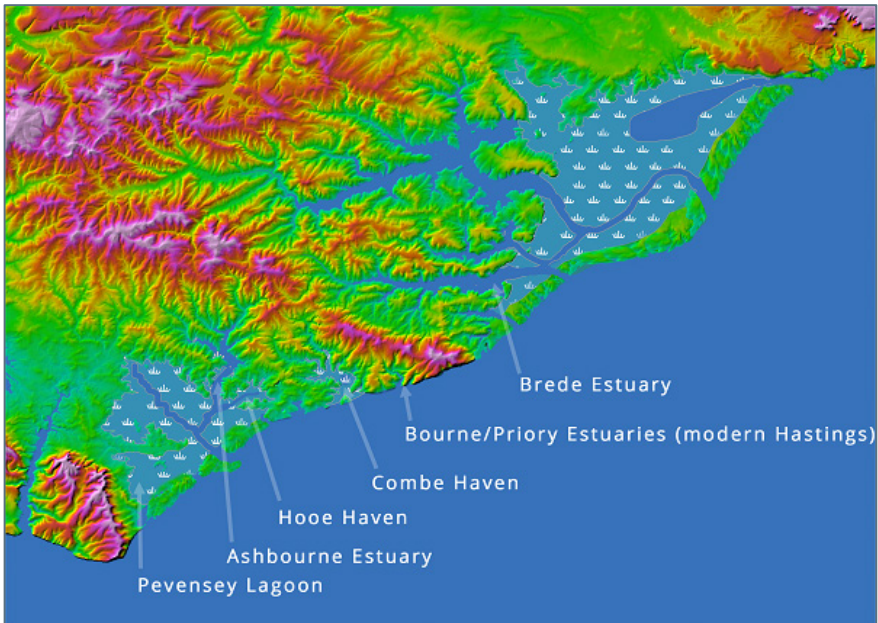 Brede Estuary
Bourne/Priory Estuaries (modern Hastings)
Combe Haven
Hooe Haven
Ashbourne Estuary
Pevensey Lagoon